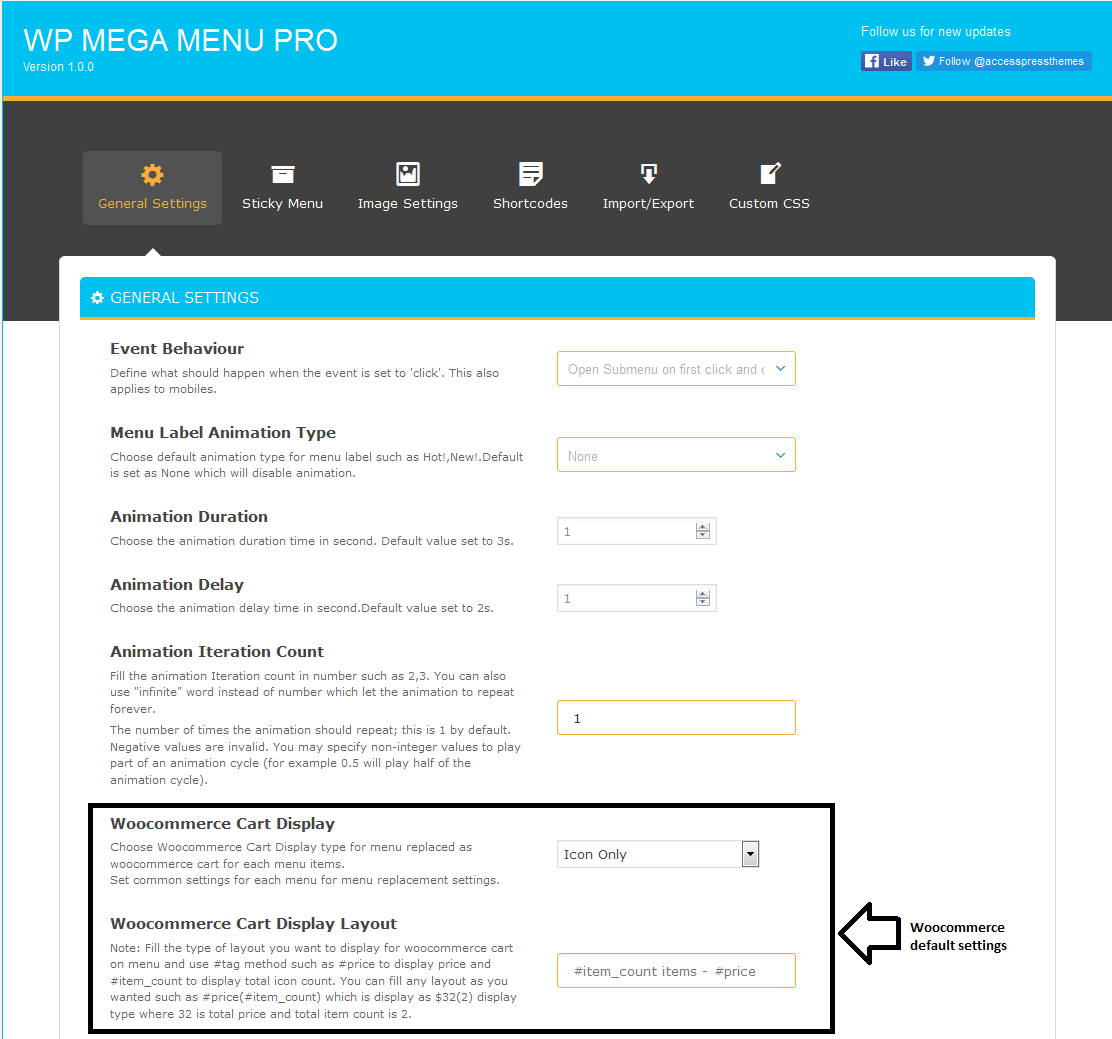 WP MEGA MENU PRO
Version 1.0.0
Follow us for new updates
Like
Follow @accesspressthemes
General Settings
Sticky Menu
Image Settings
Shortcodes
Import/Export
Custom CSS
GENERAL SETTINGS
Event Behaviour
Define what should happen when the event is set to 'click'. This also
applies to mobiles.
Open Submenu on first click and
Menu Label Animation Type
Choose default animation type for menu label such as Hot!,New!.Default
is set as None which will disable animation.
None
Animation Duration
Choose the animation duration time in second. Default value set to 3s.
1
Animation Delay
Choose the animation delay time in second.Default value set to 2s.
1
Animation Iteration Count
Fill the animation Iteration count in number such as 2,3. You can also
use "infinite" word instead of number which let the animation to repeat
forever.
The number of times the animation should repeat; this is 1 by default.
Negative values are invalid. You may specify non-integer values to play
part of an animation cycle (for example 0.5 will play half of the
animation cycle).
1
Woocommerce Cart Display
Choose Woocommerce Cart Display type for menu replaced as
woocommerce cart for each menu items.
Set common settings for each menu for menu replacement settings.
Icon Only
Woocommerce Cart Display Layout
Note: Fill the type of layout you want to display for woocommerce cart
on menu and use #tag method such as #price to display price and
#item_count to display total icon count. You can fill any layout as you
wanted such as #price(#item_count) which is display as $32(2) display
type where 32 is total price and total item count is 2.
#item_count items - #price
Woocommerce
default settings